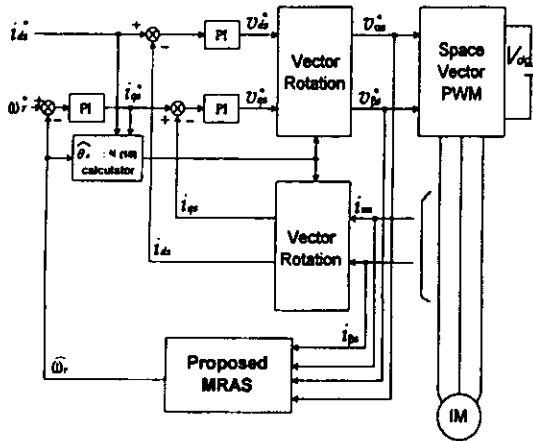 i*ds
+
−
PI
v*ds
Vector Rotation
v*αs
Space Vector PWM
ω*r
+
−
PI
i*qs
+
−
PI
v*qs
v*βs
calculator
iqs
ids
Vector Rotation
iαs
iβs
Proposed MRAS
ω̂r
IM